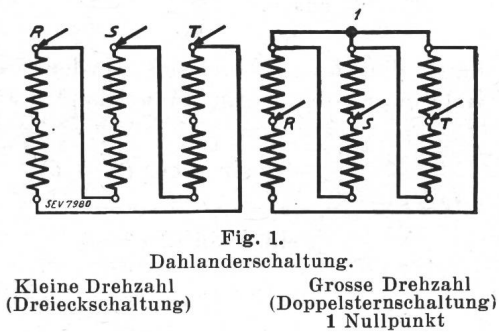 R S T 1
R S T
SEV 7980
Fig. 1.
Dahlanderschaltung.
Kleine Drehzahl
(Dreieckschaltung)
Grosse Drehzahl
(Doppelsternschaltung)
1 Nullpunkt